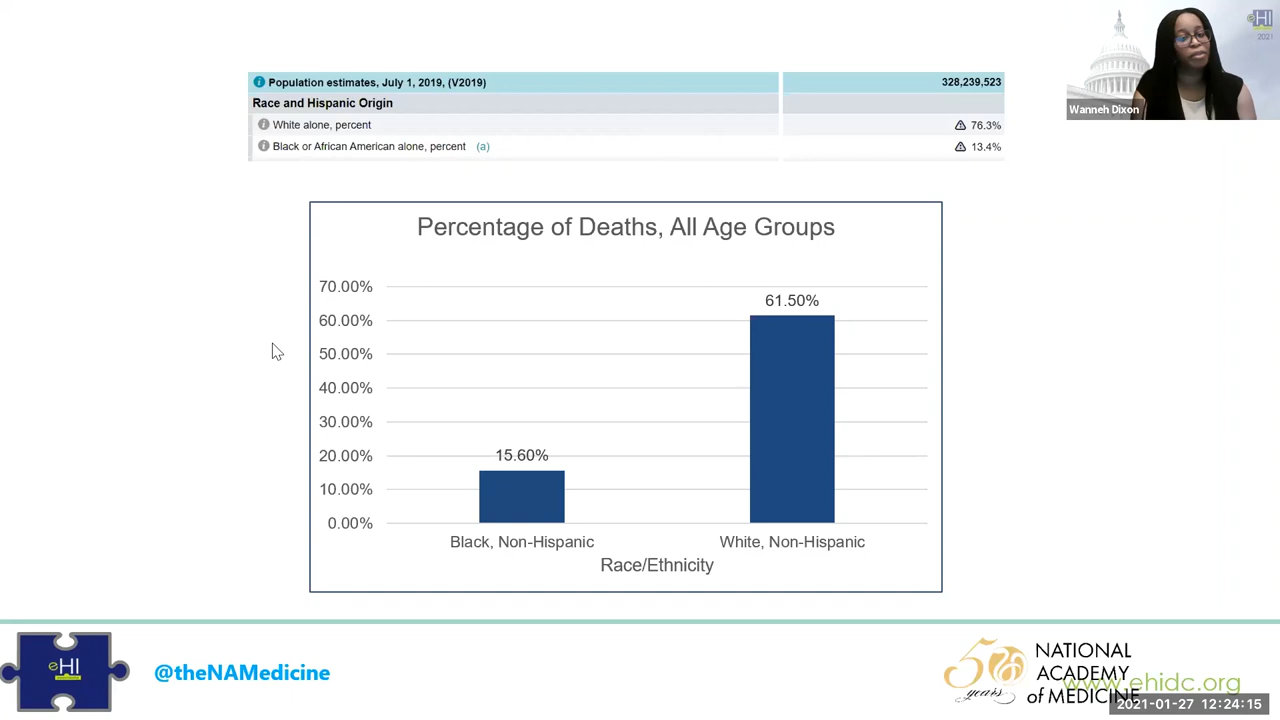 Population estimates, July 1, 2019, (V2019) 328,239,523
Race and Hispanic Origin
White alone, percent 76.3%
Black or African American alone, percent (a) 13.4%
eHI
2021
Wanneh Dixon
Percentage of Deaths, All Age Groups
70.00%
60.00%
50.00%
40.00%
30.00%
20.00%
10.00%
0.00%
15.60%
61.50%
Black, Non-Hispanic White, Non-Hispanic
Race/Ethnicity
eHI
@theNAMedicine
50 years
NATIONAL
ACADEMY
of MEDICINE
www.ehidc.org
2021-01-27 12:24:15